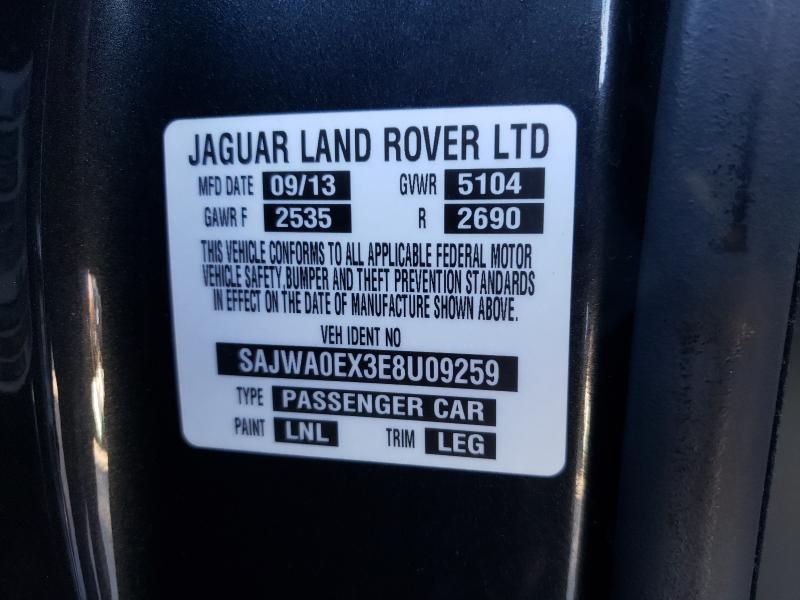 JAGUAR LAND ROVER LTD
MFD DATE 09/13 GVWR 5104
GAWR F 2535 R 2690
THIS VEHICLE CONFORMS TO ALL APPLICABLE FEDERAL MOTOR
VEHICLE SAFETY,BUMPER AND THEFT PREVENTION STANDARDS
IN EFFECT ON THE DATE OF MANUFACTURE SHOWN ABOVE.
VEH IDENT NO
SAJWA0EX3E8U09259
TYPE PASSENGER CAR
PAINT LNL TRIM LEG